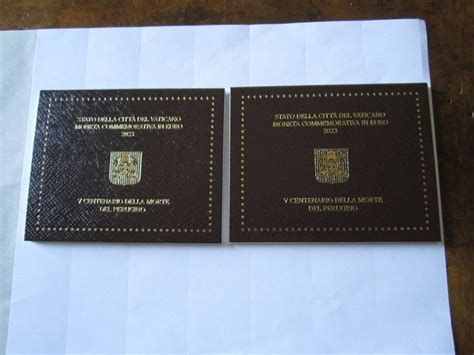 STATO DELLA CITTÀ DEL VATICANO
MONETA COMMEMORATIVA IN EURO
2023
V CENTENARIO DELLA MORTE
DEL PERUGINO
STATO DELLA CITTÀ DEL VATICANO
MONETA COMMEMORATIVA IN EURO
2023
V CENTENARIO DELLA MORTE
DEL PERUGINO